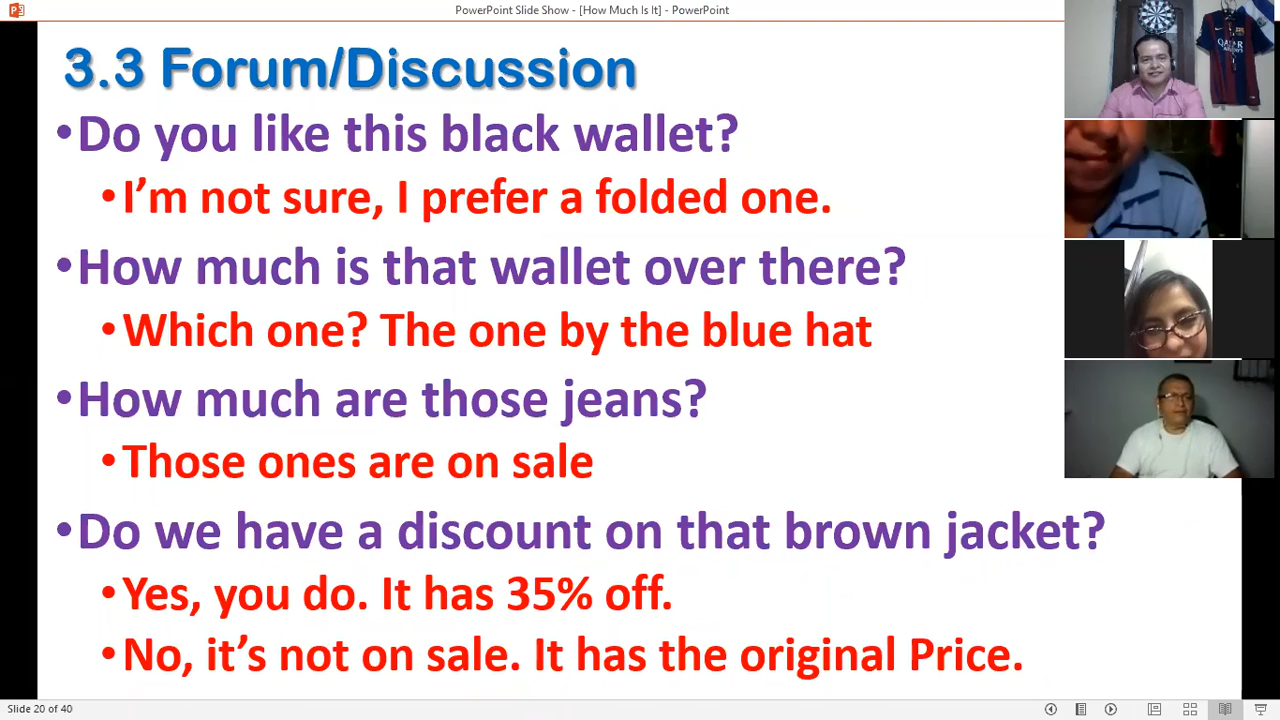 PowerPoint Slide Show - [How Much Is It] - PowerPoint
3.3 Forum/Discussion
•Do you like this black wallet?
•I’m not sure, I prefer a folded one.
•How much is that wallet over there?
•Which one? The one by the blue hat
•How much are those jeans?
•Those ones are on sale
•Do we have a discount on that brown jacket?
•Yes, you do. It has 35% off.
•No, it’s not on sale. It has the original Price.
Slide 20 of 40
QATAR